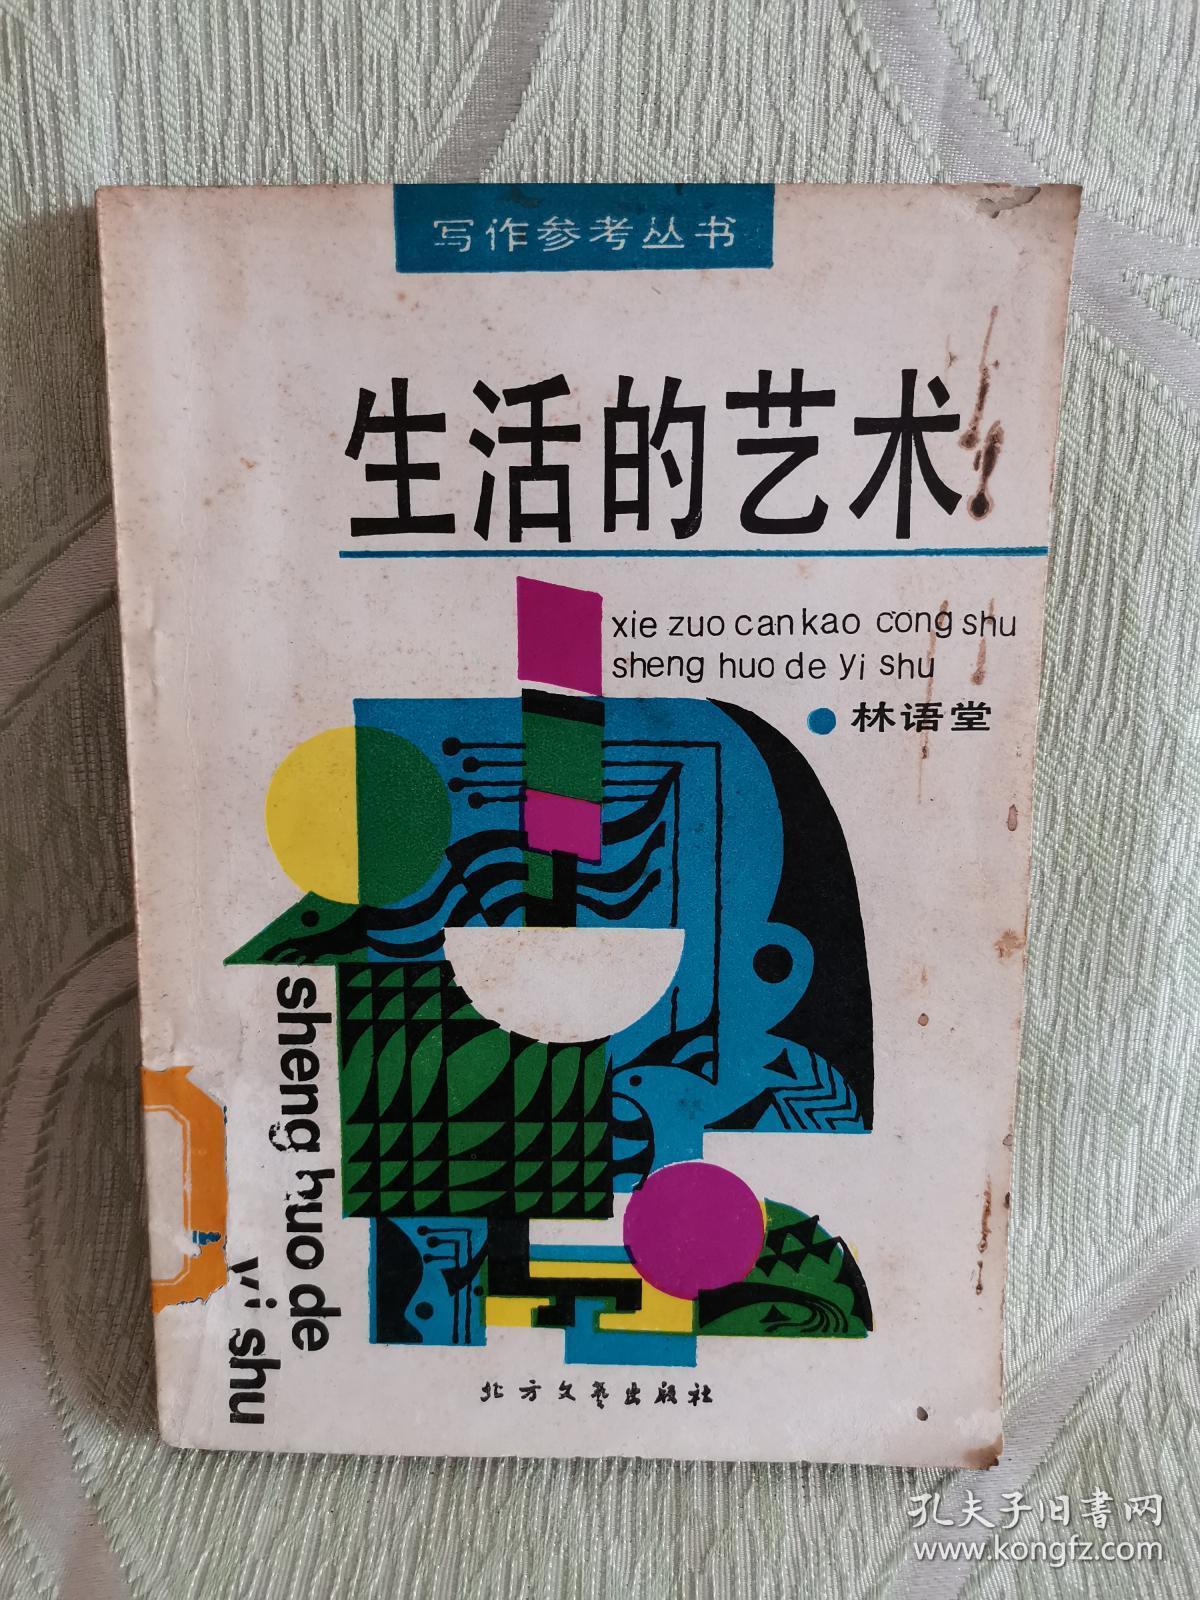 写作参考丛书
生活的艺术
xie zuo can kao cong shu
sheng huo de yi shu
林语堂
sheng huo de
yi shu
北方文艺出版社
孔夫子旧书网
www.kongfz.com